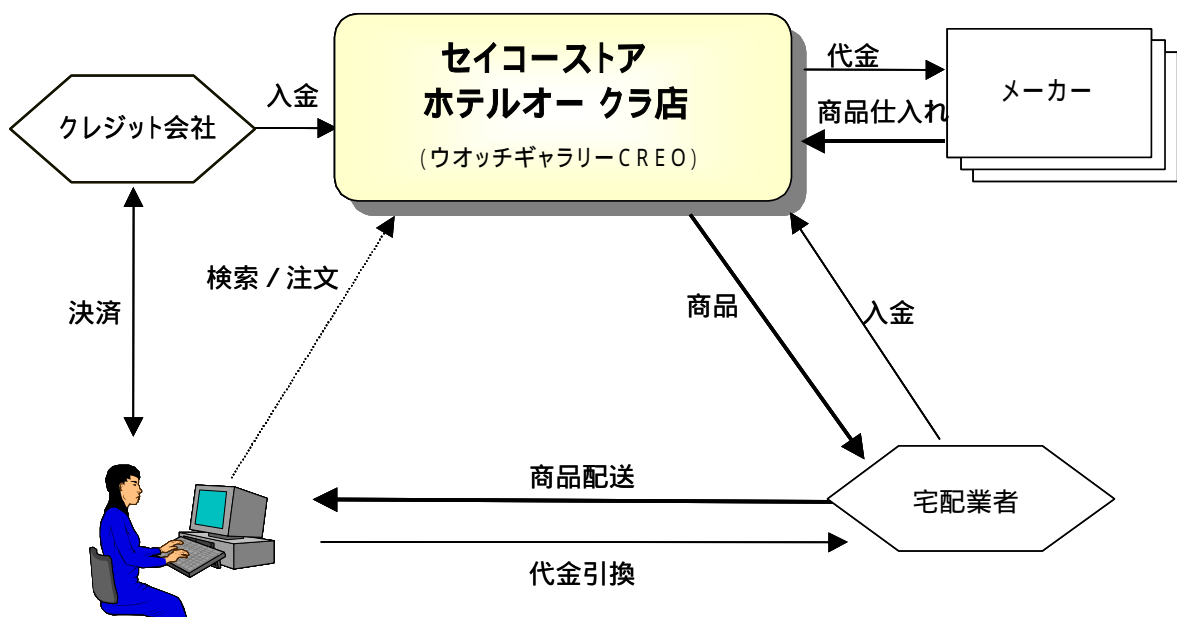 セイコーストア
ホテルオークラ店
(ウオッチギャラリーCREO)
クレジット会社
入金
代金
メーカー
商品仕入れ
検索/注文
決済
商品
入金
商品配送
宅配業者
代金引換